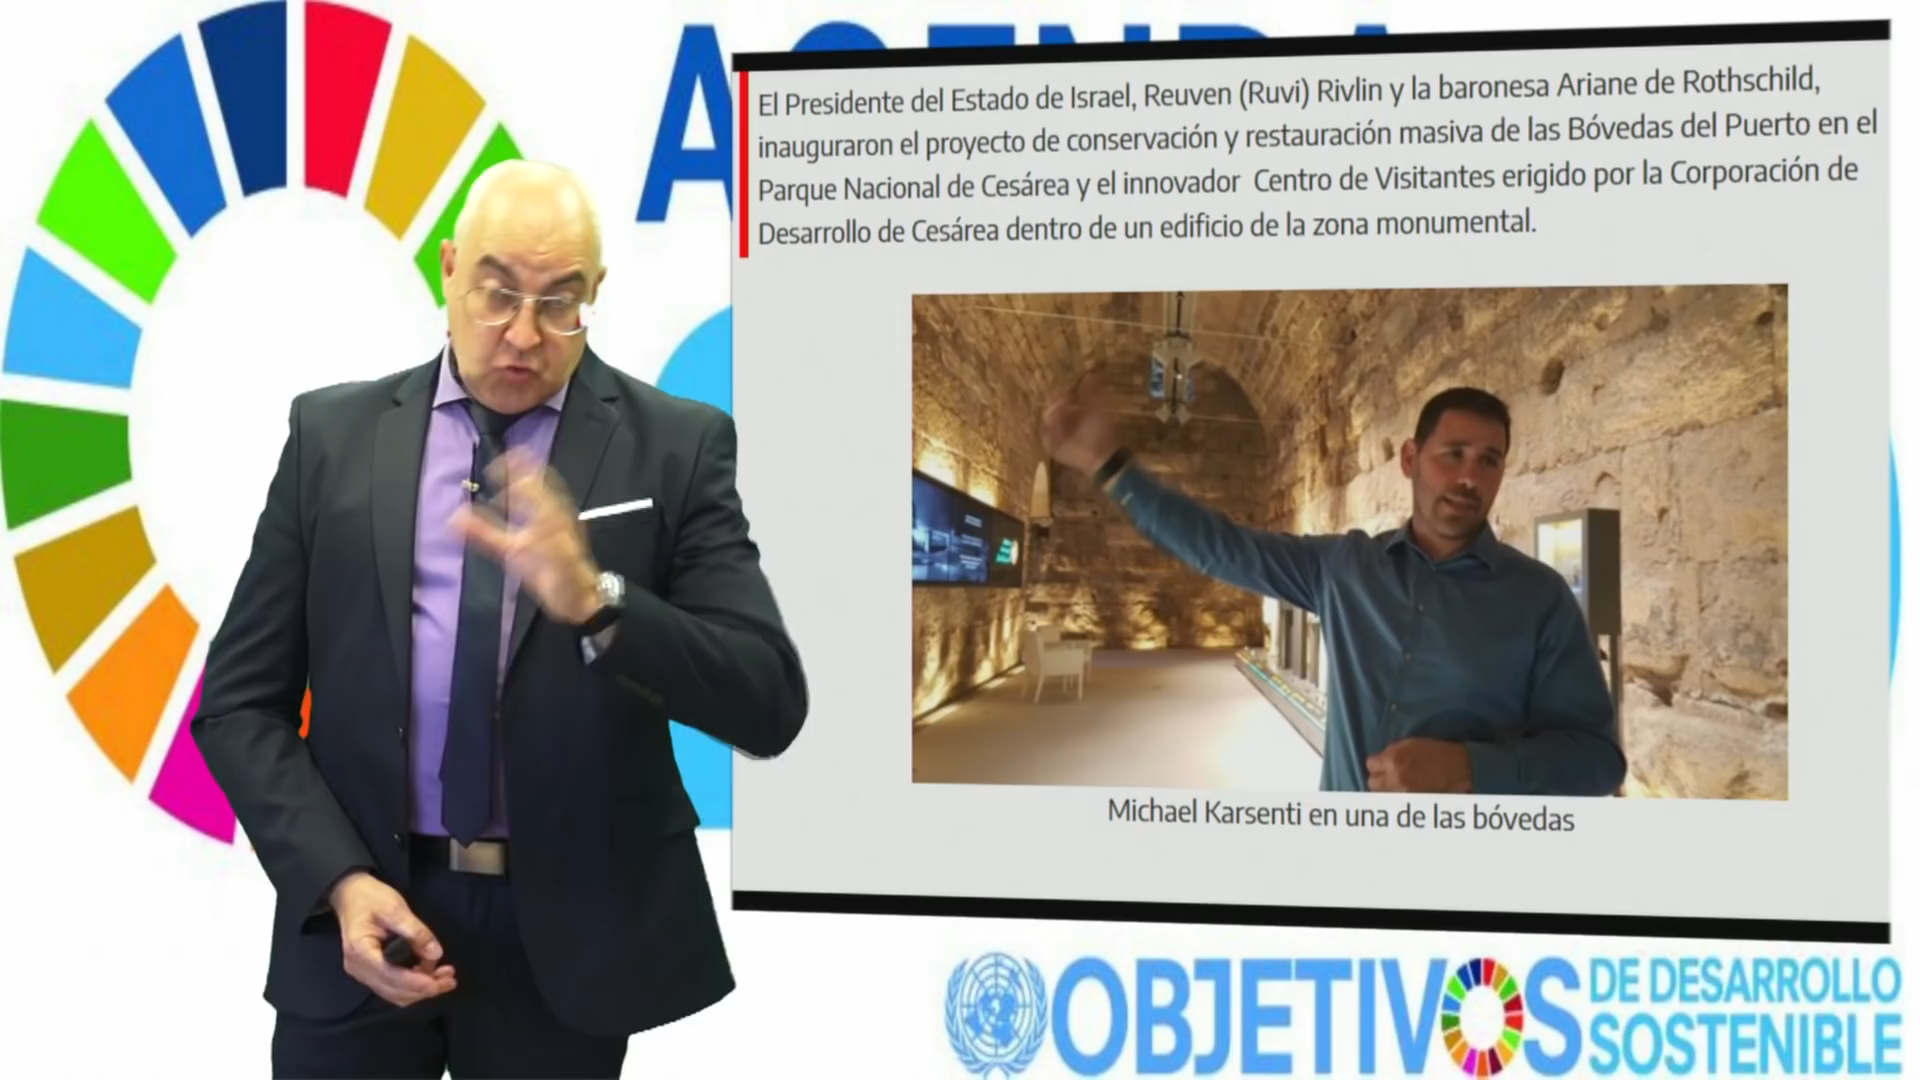 AGENDA
El Presidente del Estado de Israel, Reuven (Ruvi) Rivlin y la baronesa Ariane de Rothschild,
inauguraron el proyecto de conservación y restauración masiva de las Bóvedas del Puerto en el
Parque Nacional de Cesárea y el innovador Centro de Visitantes erigido por la Corporación de
Desarrollo de Cesárea dentro de un edificio de la zona monumental.
Michael Karsenti en una de las bóvedas
OBJETIVOS
DE DESARROLLO
SOSTENIBLE